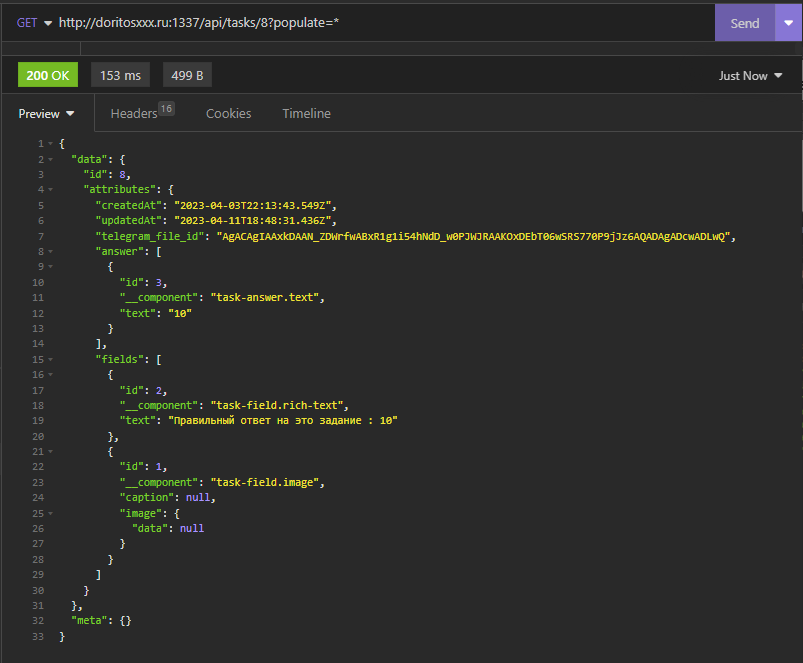 GET http://doritosxxx.ru:1337/api/tasks/8?populate=* Send
200 OK 153 ms 499 B Just Now
Preview Headers 16 Cookies Timeline
1 {
2 "data": {
3 "id": 8,
4 "attributes": {
5 "createdAt": "2023-04-03T22:13:43.549Z",
6 "updatedAt": "2023-04-11T18:48:31.436Z",
7 "telegram_file_id": "AgACAgIAAxkDAAN_ZDWrfwABxR1g1i54hNdD_w0PJWJRAAKOxDEbT06wSRS770P9jJz6AQADAgADcwADLwQ",
8 "answer": [
9 {
10 "id": 3,
11 "__component": "task-answer.text",
12 "text": "10"
13 }
14 ],
15 "fields": [
16 {
17 "id": 2,
18 "__component": "task-field.rich-text",
19 "text": "Правильный ответ на это задание : 10"
20 },
21 {
22 "id": 1,
23 "__component": "task-field.image",
24 "caption": null,
25 "image": {
26 "data": null
27 }
28 }
29 ]
30 }
31 },
32 "meta": {}
33 }